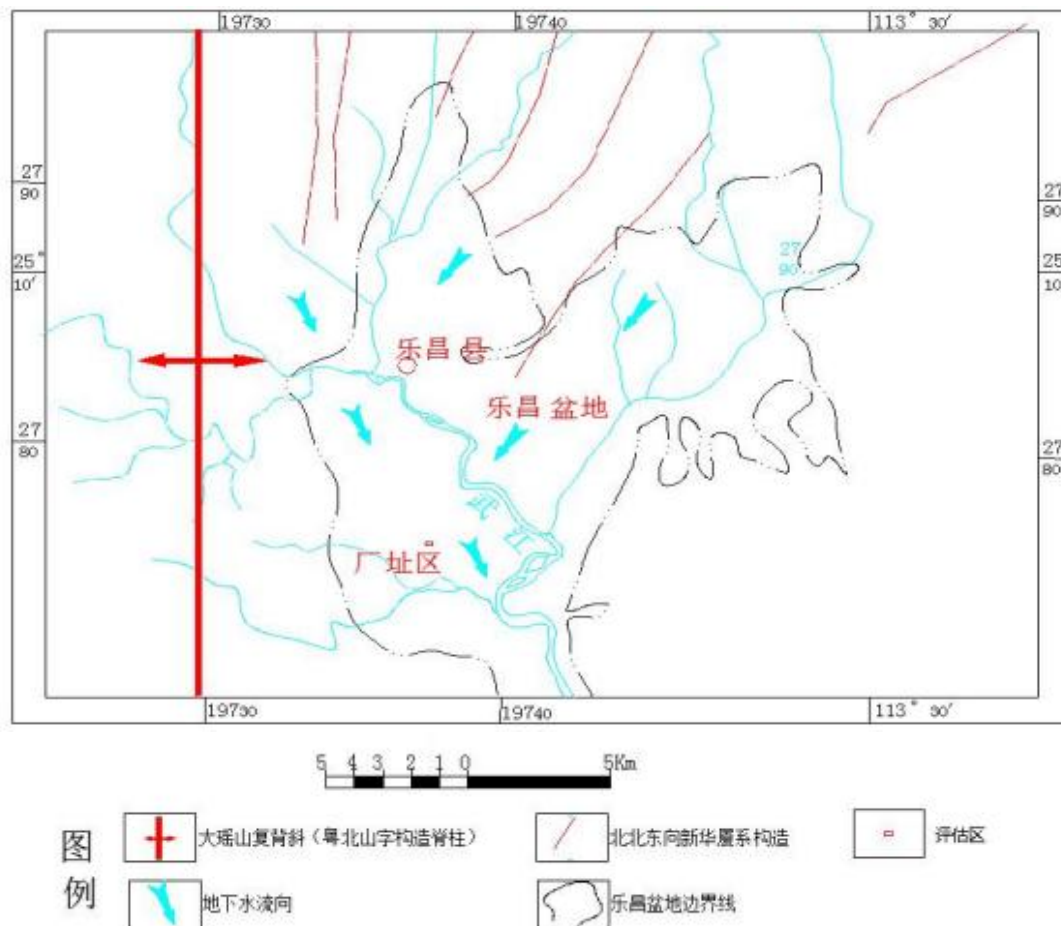 19730 19740 113° 30′
27
90
27
90
25°
10′
27
90
25
10
乐昌县
乐昌盆地
27
80
27
80
武
江
厂址区
19730 19740 113° 30′
5 4 3 2 1 0 5Km
图
例
大瑶山复背斜（粤北山字构造脊柱）
北北东向新华厦系构造
评估区
地下水流向
乐昌盆地边界线